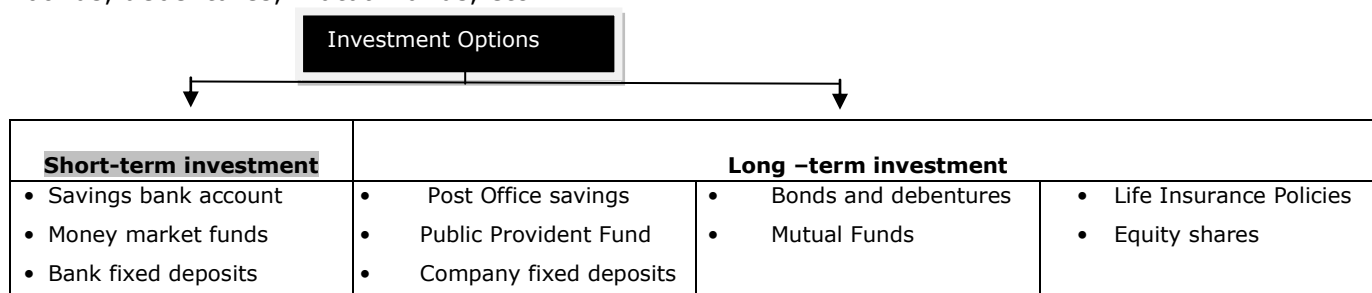 Investment Options
Short-term investment
Long –term investment
• Savings bank account
• Money market funds
• Bank fixed deposits
• Post Office savings
• Public Provident Fund
• Company fixed deposits
• Bonds and debentures
• Mutual Funds
• Life Insurance Policies
• Equity shares